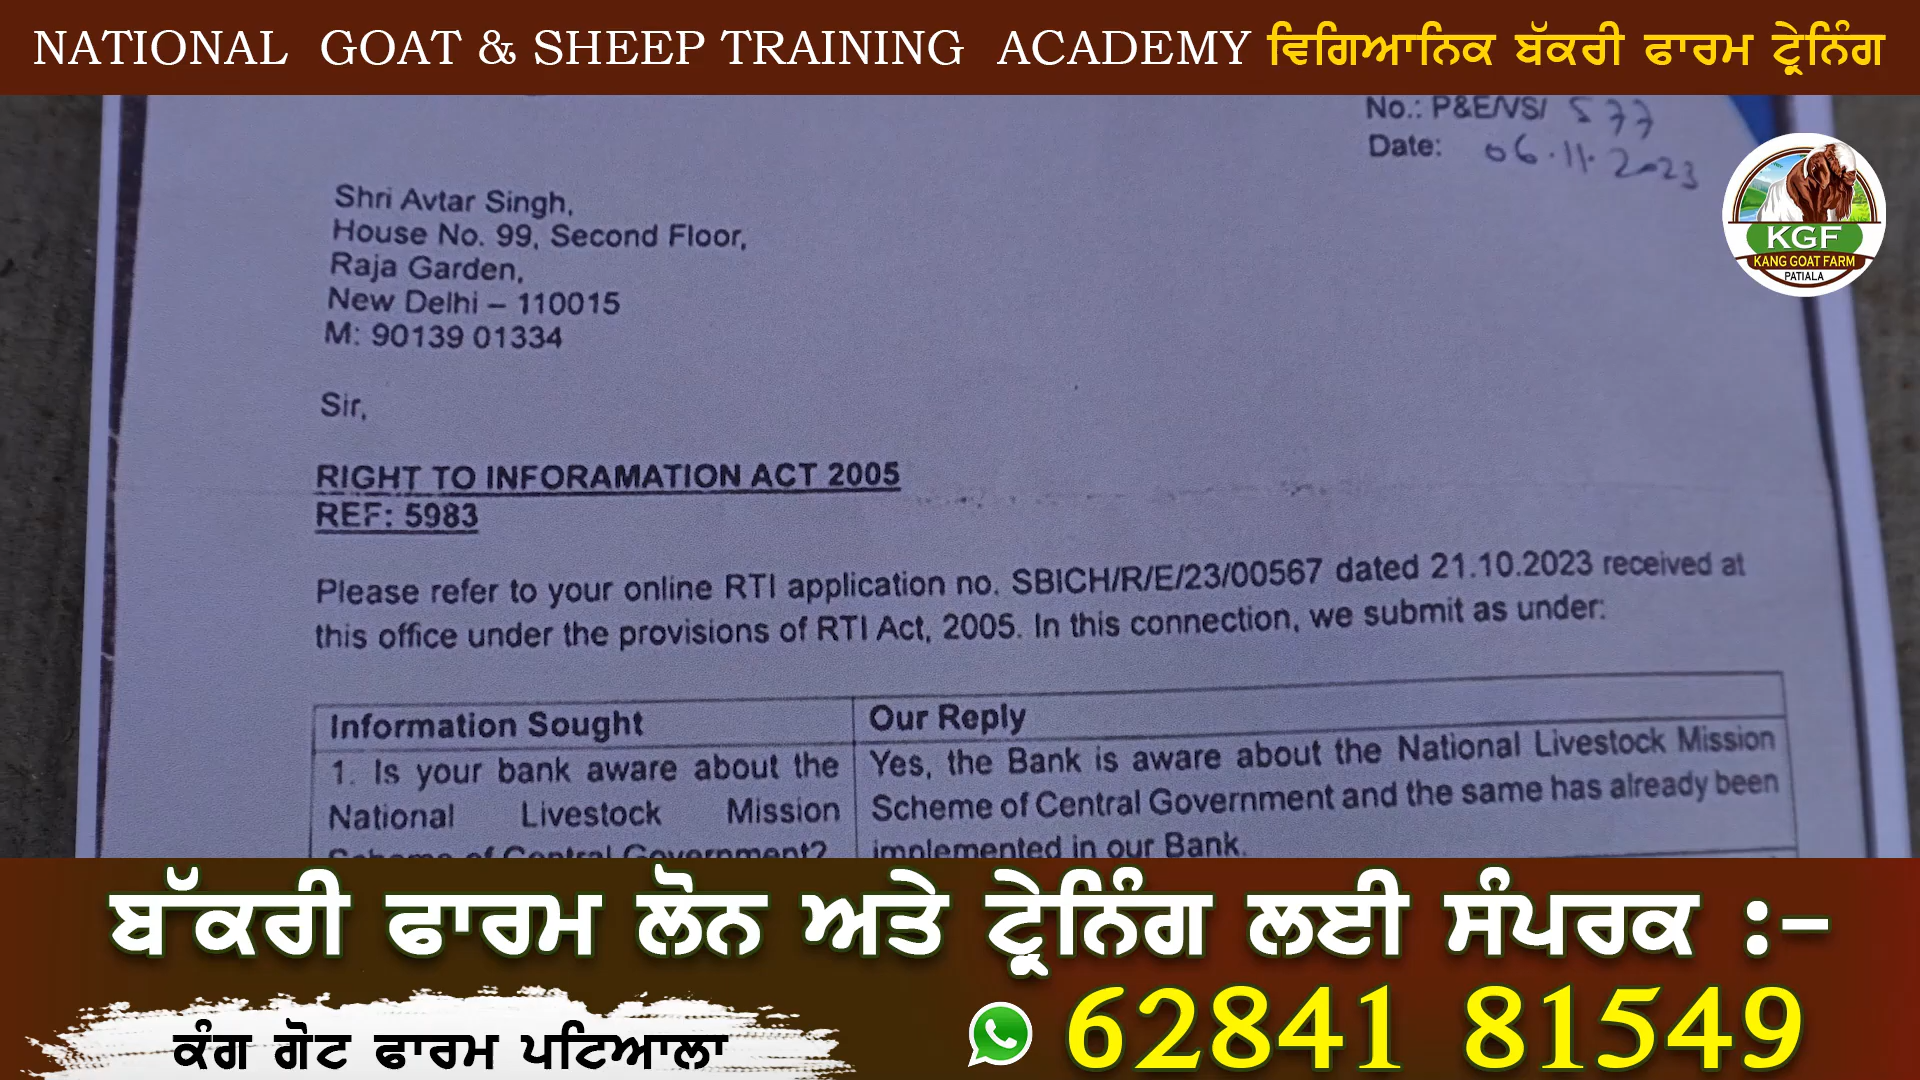 NATIONAL GOAT & SHEEP TRAINING ACADEMY ਵਿਗਿਆਨਿਕ ਬੱਕਰੀ ਫਾਰਮ ਟ੍ਰੇਨਿੰਗ
No.: P&E/VS/ 577
Date: 06.11.2023
KGF
KANG GOAT FARM
PATIALA
Shri Avtar Singh,
House No. 99, Second Floor,
Raja Garden,
New Delhi – 110015
M: 90139 01334
Sir,
RIGHT TO INFORAMATION ACT 2005
REF: 5983
Please refer to your online RTI application no. SBICH/R/E/23/00567 dated 21.10.2023 received at
this office under the provisions of RTI Act, 2005. In this connection, we submit as under:
Information Sought
1. Is your bank aware about the
National Livestock Mission
Scheme of Central Government?
Our Reply
Yes, the Bank is aware about the National Livestock Mission
Scheme of Central Government and the same has already been
implemented in our Bank.
ਬੱਕਰੀ ਫਾਰਮ ਲੋਨ ਅਤੇ ਟ੍ਰੇਨਿੰਗ ਲਈ ਸੰਪਰਕ :–
ਕੰਗ ਗੋਟ ਫਾਰਮ ਪਟਿਆਲਾ
62841 81549